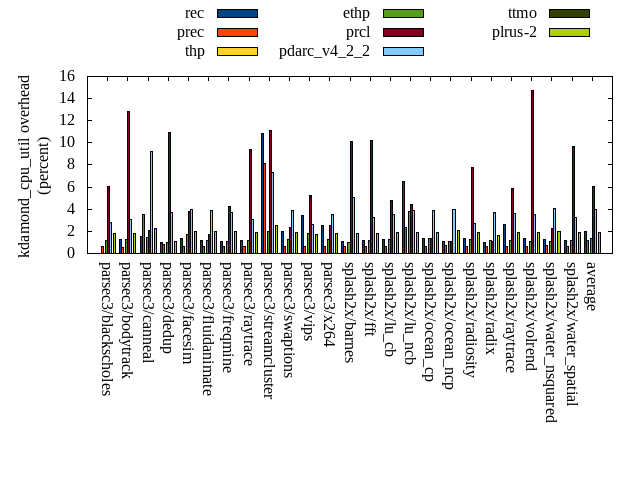 rec
prec
thp
ethp
prcl
pdarc_v4_2_2
ttmo
plrus-2
kdamond_cpu_util overhead
(percent)
16
14
12
10
8
6
4
2
0
parsec3/blackscholes
parsec3/bodytrack
parsec3/canneal
parsec3/dedup
parsec3/facesim
parsec3/fluidanimate
parsec3/freqmine
parsec3/raytrace
parsec3/streamcluster
parsec3/swaptions
parsec3/vips
parsec3/x264
splash2x/barnes
splash2x/fft
splash2x/lu_cb
splash2x/lu_ncb
splash2x/ocean_cp
splash2x/ocean_ncp
splash2x/radiosity
splash2x/radix
splash2x/raytrace
splash2x/volrend
splash2x/water_nsquared
splash2x/water_spatial
average